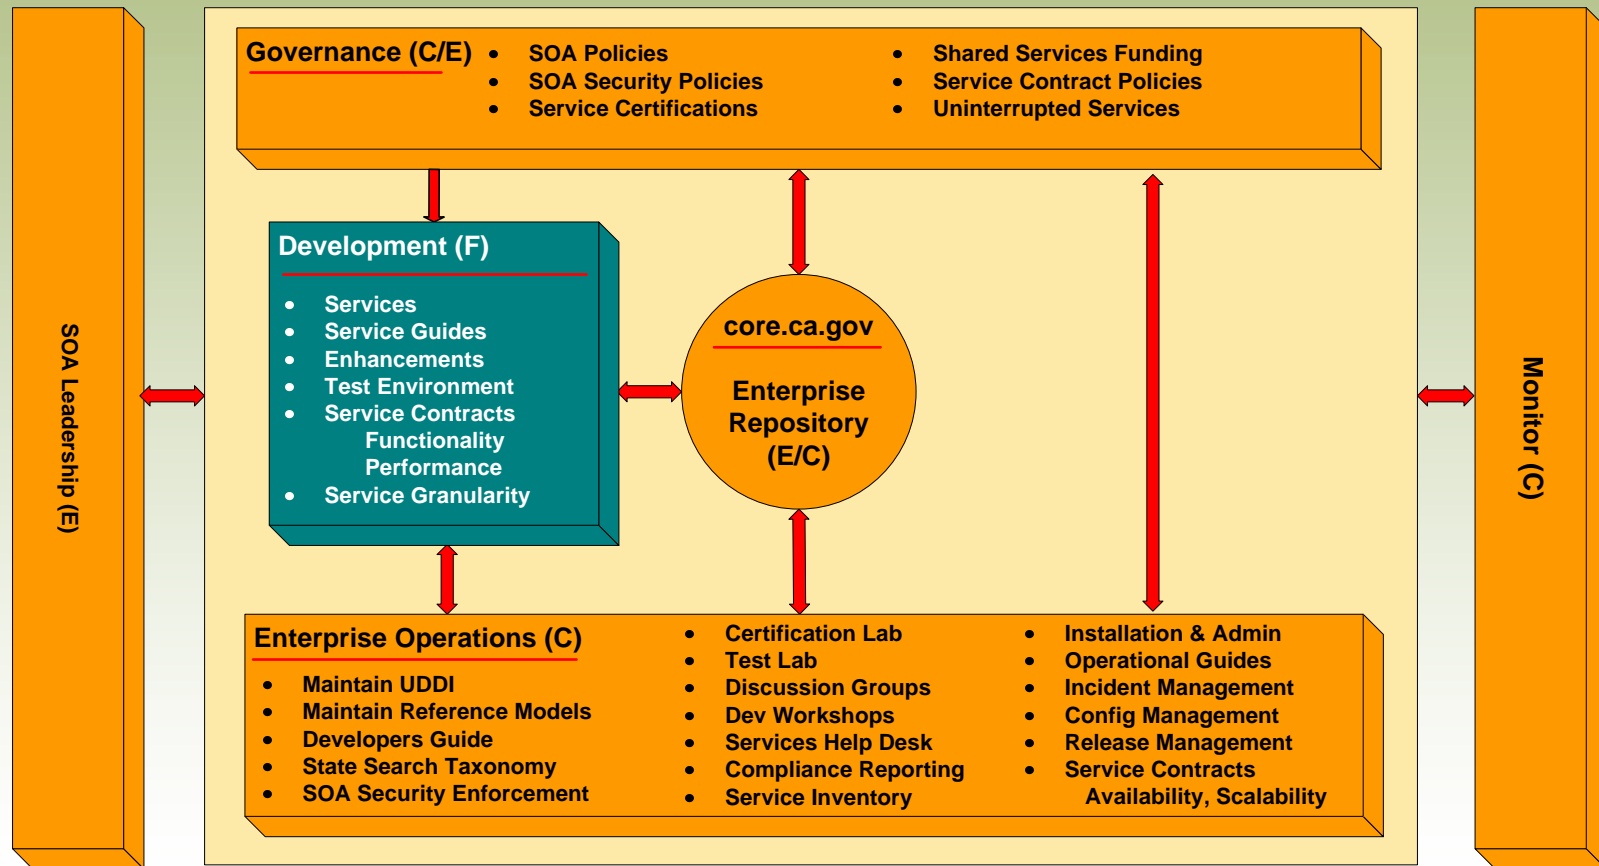 SOA Leadership (E)
Governance (C/E)
• SOA Policies
• SOA Security Policies
• Service Certifications
• Shared Services Funding
• Service Contract Policies
• Uninterrupted Services
Development (F)
• Services
• Service Guides
• Enhancements
• Test Environment
• Service Contracts
Functionality
Performance
• Service Granularity
core.ca.gov
Enterprise
Repository
(E/C)
Enterprise Operations (C)
• Maintain UDDI
• Maintain Reference Models
• Developers Guide
• State Search Taxonomy
• SOA Security Enforcement
• Certification Lab
• Test Lab
• Discussion Groups
• Dev Workshops
• Services Help Desk
• Compliance Reporting
• Service Inventory
• Installation & Admin
• Operational Guides
• Incident Management
• Config Management
• Release Management
• Service Contracts
Availability, Scalability
Monitor (C)